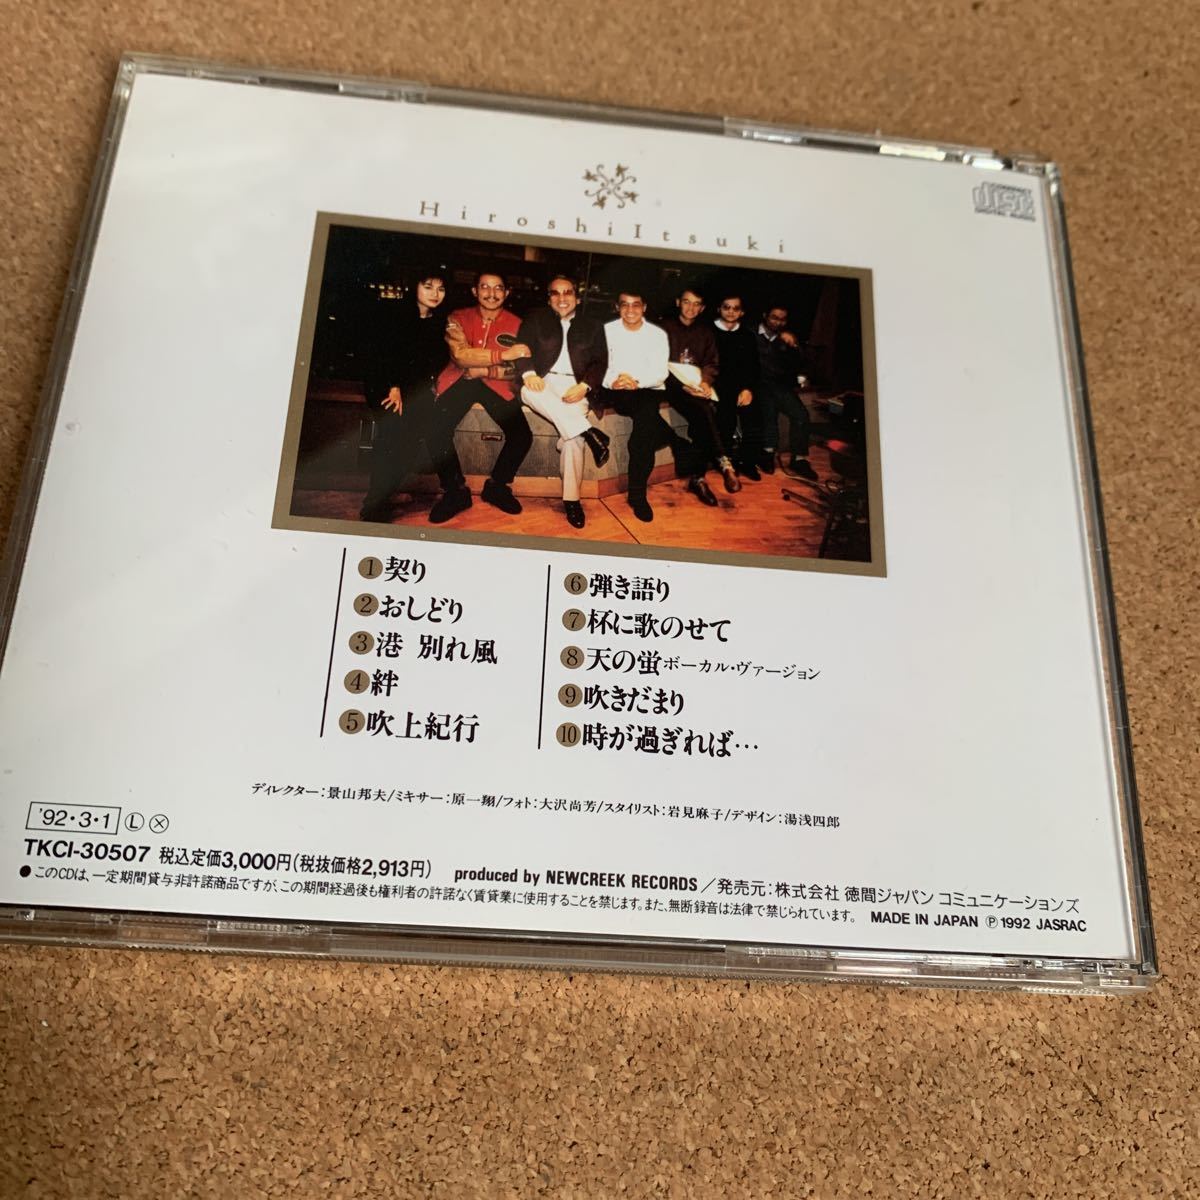 COMPACT
disc
DIGITAL AUDIO
Hiroshi Itsuki
1 契り
2 おしどり
3 港 別れ風
4 絆
5 吹上紀行
6 弾き語り
7 杯に歌のせて
8 天の蛍 ボーカル・ヴァージョン
9 吹きだまり
10 時が過ぎれば…
ディレクター:景山邦夫/ミキサー:原一翔/フォト:大沢尚芳/スタイリスト:岩見麻子/デザイン:湯浅四郎
'92・3・1 Ⓛ Ⓧ
TKCI-30507 税込定価3,000円(税抜価格2,913円) produced by NEWCREEK RECORDS/発売元:株式会社 徳間ジャパン コミュニケーションズ
●このCDは、一定期間貸与非許諾商品ですが、この期間経過後も権利者の許諾なく賃貸業に使用することを禁じます。また、無断録音は法律で禁じられています。 MADE IN JAPAN Ⓟ1992 JASRAC